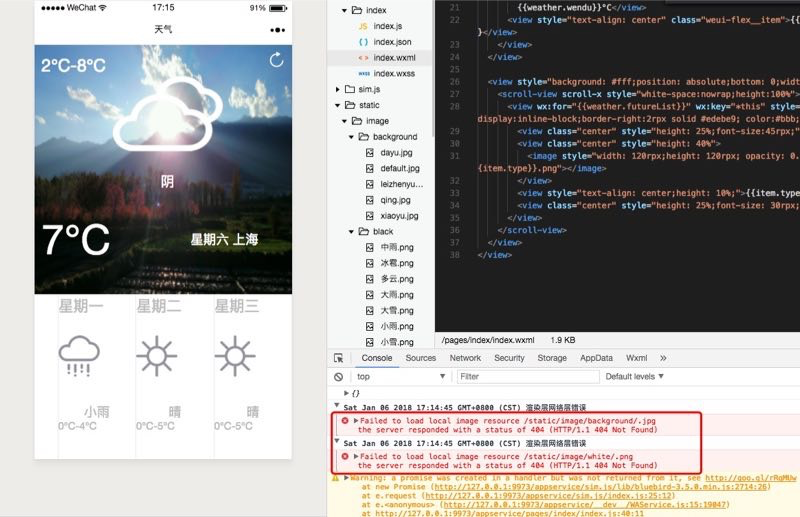 ●●●●● WeChat
17:15
91%
天气
2°C-8°C
阴
7°C
星期六 上海
星期一
星期二
星期三
小雨
晴
晴
0°C-4°C
0°C-5°C
0°C-5°C
index
JS index.js
{ } index.json
< > index.wxml
WXSS index.wxss
sim.js
static
image
background
dayu.jpg
default.jpg
leizhenyu...
qing.jpg
xiaoyu.jpg
black
中雨.png
冰雹.png
多云.png
大雨.png
大雪.png
小雨.png
小雪.png
21 {{weather.wendu}}°C</view>
22 <view style="text-align: center" class="weui-flex__item">{{
}</view>
23 </view>
24 </view>
25
26 <view style="background: #fff;position: absolute;bottom: 0;widt
27 <scroll-view scroll-x style="white-space:nowrap;height:100%">
28 <view wx:for="{{weather.futureList}}" wx:key="*this" style=
display:inline-block;border-right:2rpx solid #edebe9; color:#bbb;
29 <view class="center" style="height: 25%;font-size:45rpx;"
30 <view class="center" style="height: 40%">
31 <image style="width: 120rpx;height: 120rpx; opacity: 0.
{item.type}}.png"></image>
32 </view>
33 <view style="text-align: center;height: 10%;">{{item.type
34 <view class="center" style="height: 25%;font-size: 30rpx;
35 </view>
36 </scroll-view>
37 </view>
38 </view>
/pages/index/index.wxml 1.9 KB
Console Sources Network Security Storage AppData Wxml »
top Filter Default levels ▼
▶ {}
Sat Jan 06 2018 17:14:45 GMT+0800 (CST) 渲染层网络层错误
▶Failed to load local image resource /static/image/background/.jpg
the server responded with a status of 404 (HTTP/1.1 404 Not Found)
Sat Jan 06 2018 17:14:45 GMT+0800 (CST) 渲染层网络层错误
▶Failed to load local image resource /static/image/white/.png
the server responded with a status of 404 (HTTP/1.1 404 Not Found)
▶Warning: a promise was created in a handler but was not returned from it, see http://goo.gl/rRqMUw
at new Promise (http://127.0.0.1:9973/appservice/sim.js/lib/bluebird-3.5.0.min.js:2714:26)
at e.request (http://127.0.0.1:9973/appservice/sim.js/index.js:25:12)
at e.<anonymous> (http://127.0.0.1:9973/appservice/__dev__/WAService.js:15:19047)
at http://127.0.0.1:9973/appservice/pages/index/index.js:40:11